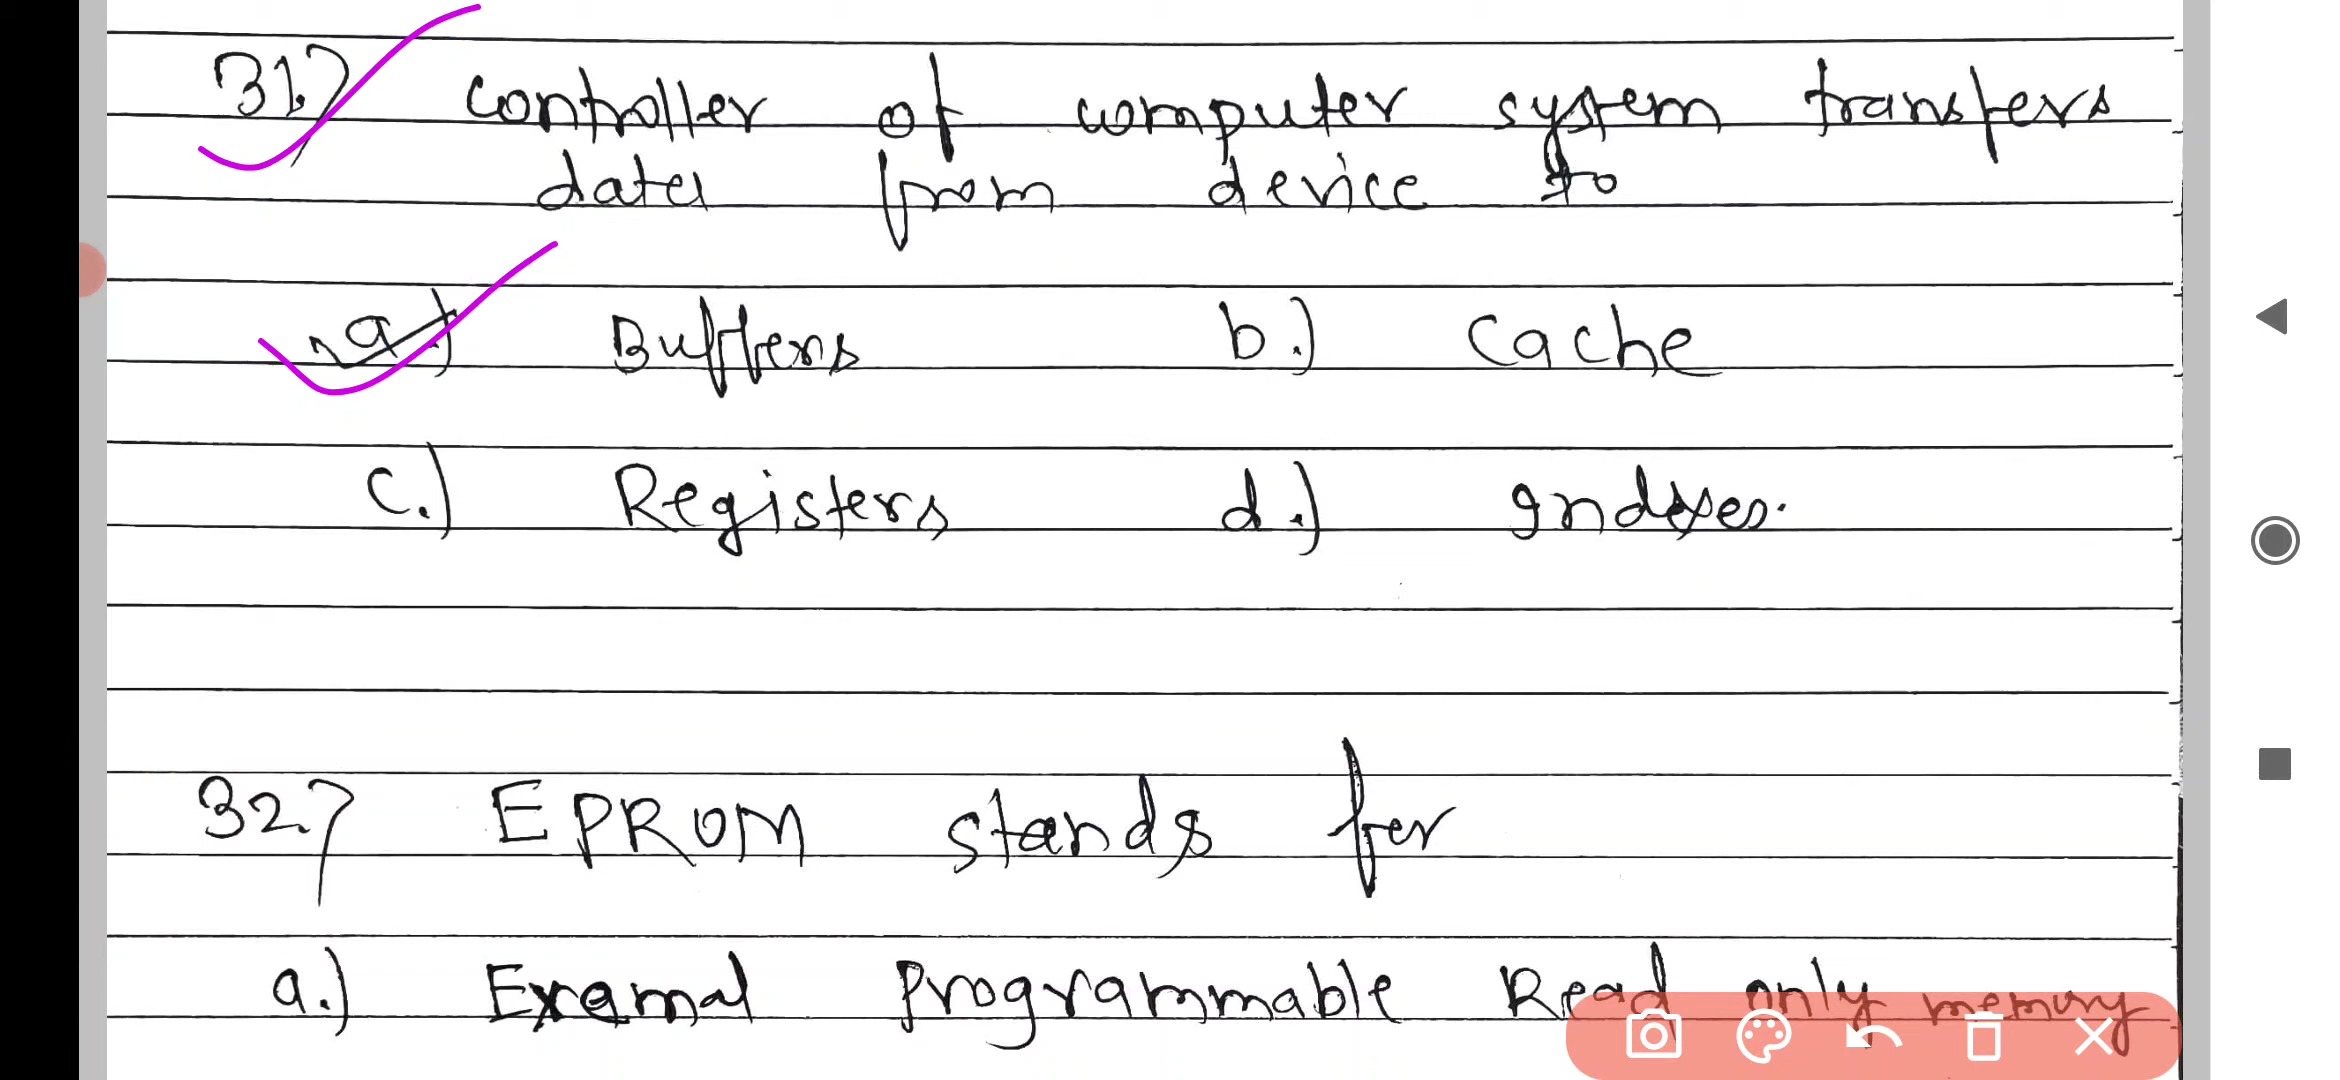 31.) Controller of computer system transfers
data from device to
a.) Buffers b.) Cache
c.) Registers d.) Indexes.
32.) EPROM stands for
a.) Programmable Read only memory